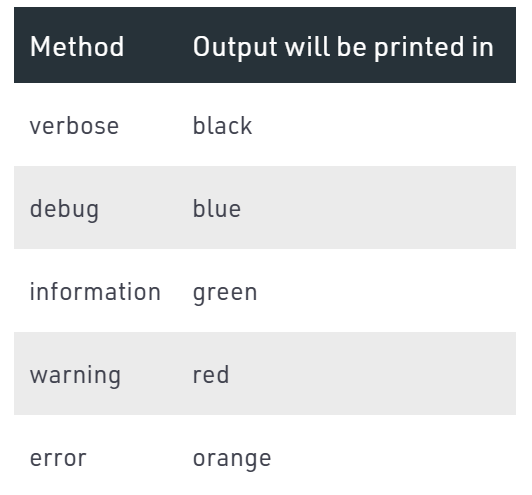 Method Output will be printed in
verbose black
debug blue
information green
warning red
error orange